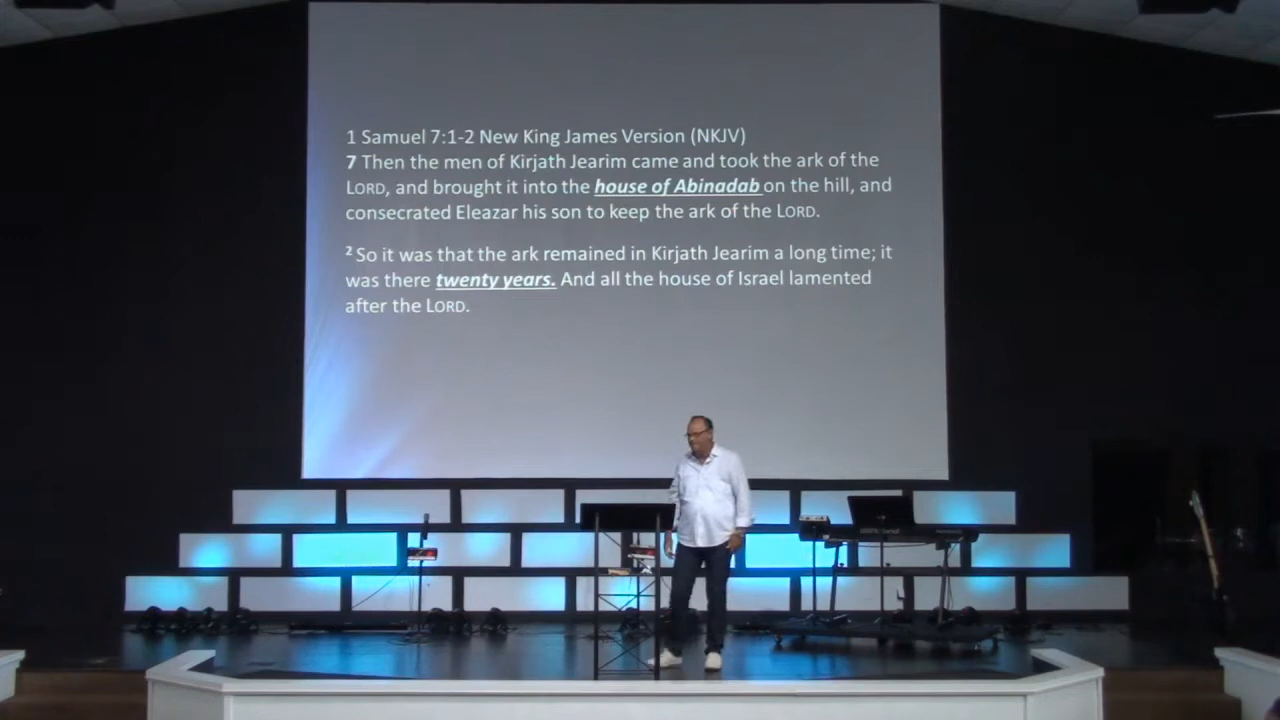 1 Samuel 7:1-2 New King James Version (NKJV)
7 Then the men of Kirjath Jearim came and took the ark of the
LORD, and brought it into the house of Abinadab on the hill, and
consecrated Eleazar his son to keep the ark of the LORD.
2 So it was that the ark remained in Kirjath Jearim a long time; it
was there twenty years. And all the house of Israel lamented
after the LORD.